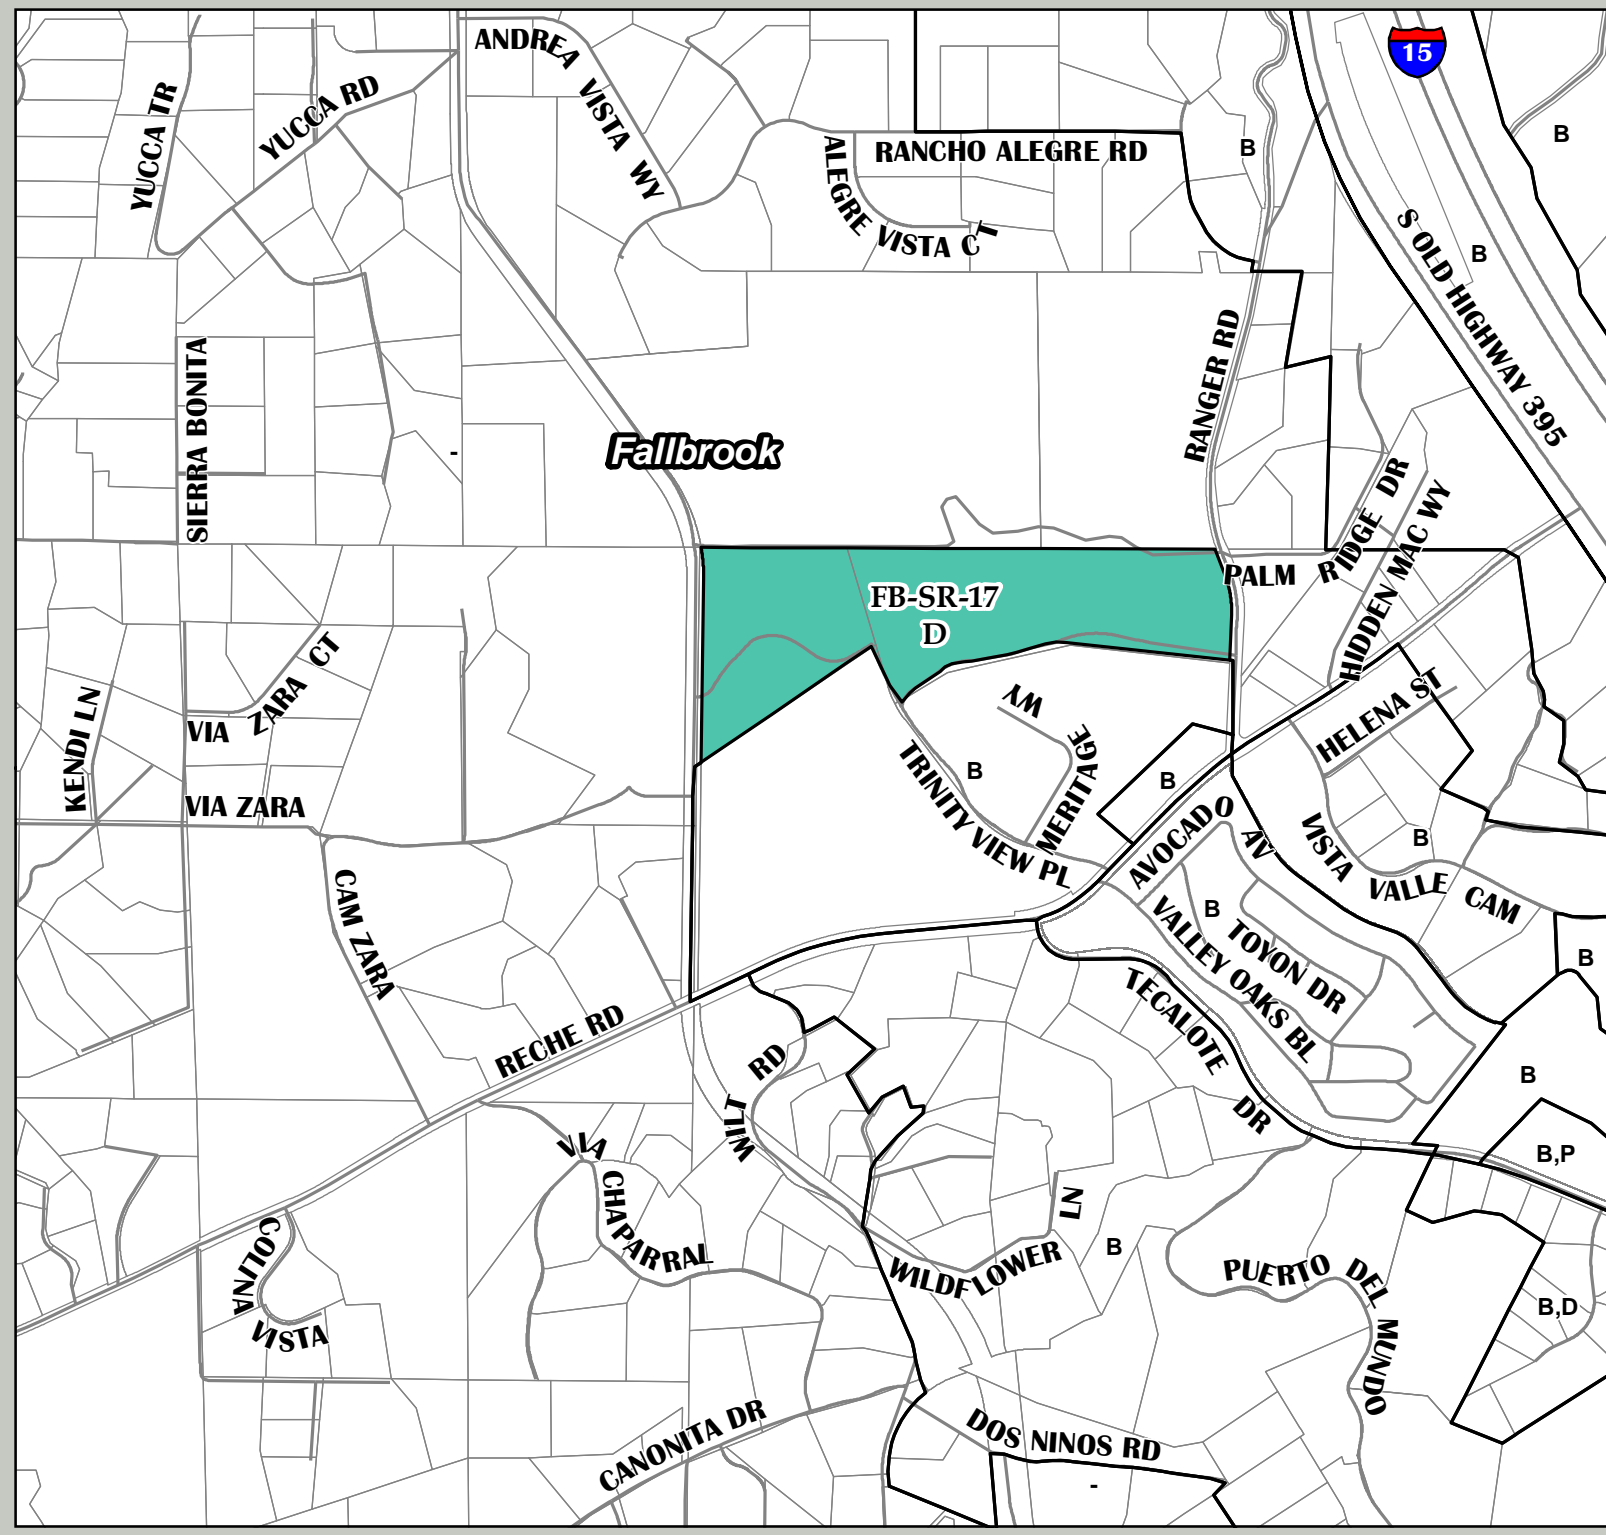 ANDREA VISTA WY
15
YUCCA TR
YUCCA RD
B
B
RANCHO ALEGRE RD
ALEGRE VISTA CT
S OLD HIGHWAY 395
B
RANGER RD
SIERRA BONITA
Fallbrook
-
PALM RIDGE DR
HIDDEN MAC WY
FB-SR-17
D
KENDI LN
VIA ZARA CT
VIA ZARA
MERITAGE WY
TRINITY VIEW PL
B
B
HELENA ST
AVOCADO AV
VISTA VALLE CAM
B
CAM ZARA
VALLEY OAKS BL
B
TOYON DR
B
TECALOTE DR
RECHE RD
WILT RD
B
B,P
VIA CHAPARRAL
COLINA VISTA
WILDFLOWER LN
B
PUERTO DEL MUNDO
B,D
CANONITA DR
DOS NINOS RD
-